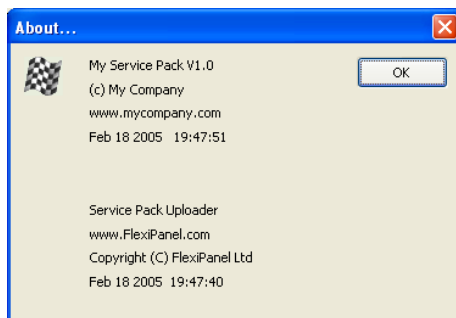 About...
My Service Pack V1.0
OK
(c) My Company
www.mycompany.com
Feb 18 2005   19:47:51
Service Pack Uploader
www.FlexiPanel.com
Copyright (C) FlexiPanel Ltd
Feb 18 2005  19:47:40